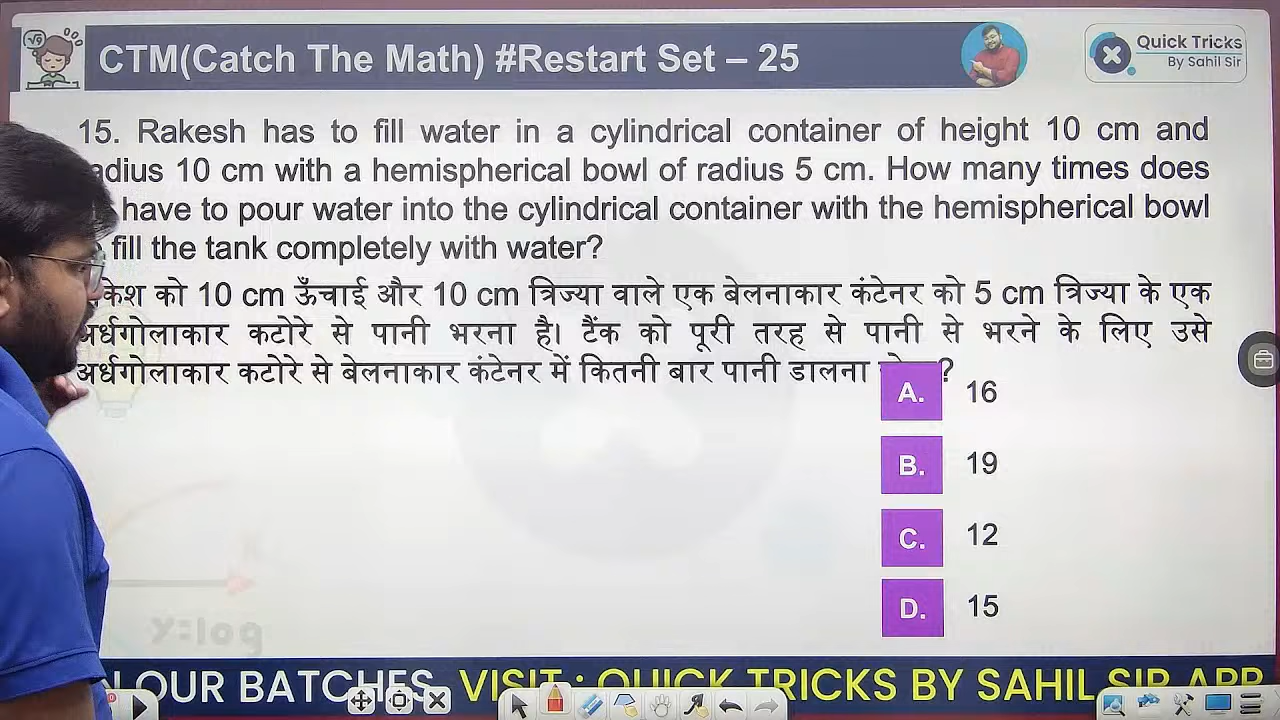 CTM(Catch The Math) #Restart Set – 25
Quick Tricks
By Sahil Sir
15. Rakesh has to fill water in a cylindrical container of height 10 cm and
adius 10 cm with a hemispherical bowl of radius 5 cm. How many times does
have to pour water into the cylindrical container with the hemispherical bowl
fill the tank completely with water?
केश को 10 cm ऊँचाई और 10 cm त्रिज्या वाले एक बेलनाकार कंटेनर को 5 cm त्रिज्या के एक
अर्धगोलाकार कटोरे से पानी भरना है। टैंक को पूरी तरह से पानी से भरने के लिए उसे
अर्धगोलाकार कटोरे से बेलनाकार कंटेनर में कितनी बार पानी डालना ?
A. 16
B. 19
C. 12
D. 15
y=log
OUR BATCHES VISIT : QUICK TRICKS BY SAHIL SIR APP